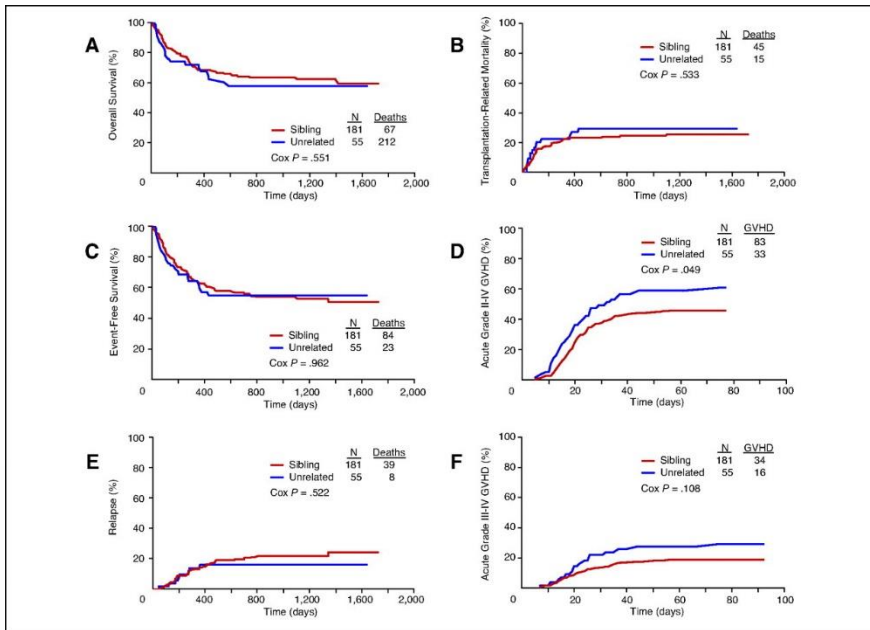 A
Overall Survival (%)
100
80
60
40
20
0
400
800
1,200
1,600
2,000
Time (days)
N Deaths
Sibling 181 67
Unrelated 55 212
Cox P = .551
B
Transplantation-Related Mortality (%)
100
80
60
40
20
0
400
800
1,200
1,600
2,000
Time (days)
N Deaths
Sibling 181 45
Unrelated 55 15
Cox P = .533
C
Event-Free Survival (%)
100
80
60
40
20
0
400
800
1,200
1,600
2,000
Time (days)
N Deaths
Sibling 181 84
Unrelated 55 23
Cox P = .962
D
Acute Grade II-IV GVHD (%)
100
80
60
40
20
0
20
40
60
80
100
Time (days)
N GVHD
Sibling 181 83
Unrelated 55 33
Cox P = .049
E
Relapse (%)
100
80
60
40
20
0
400
800
1,200
1,600
2,000
Time (days)
N Deaths
Sibling 181 39
Unrelated 55 8
Cox P = .522
F
Acute Grade III-IV GVHD (%)
100
80
60
40
20
0
20
40
60
80
100
Time (days)
N GVHD
Sibling 181 34
Unrelated 55 16
Cox P = .108